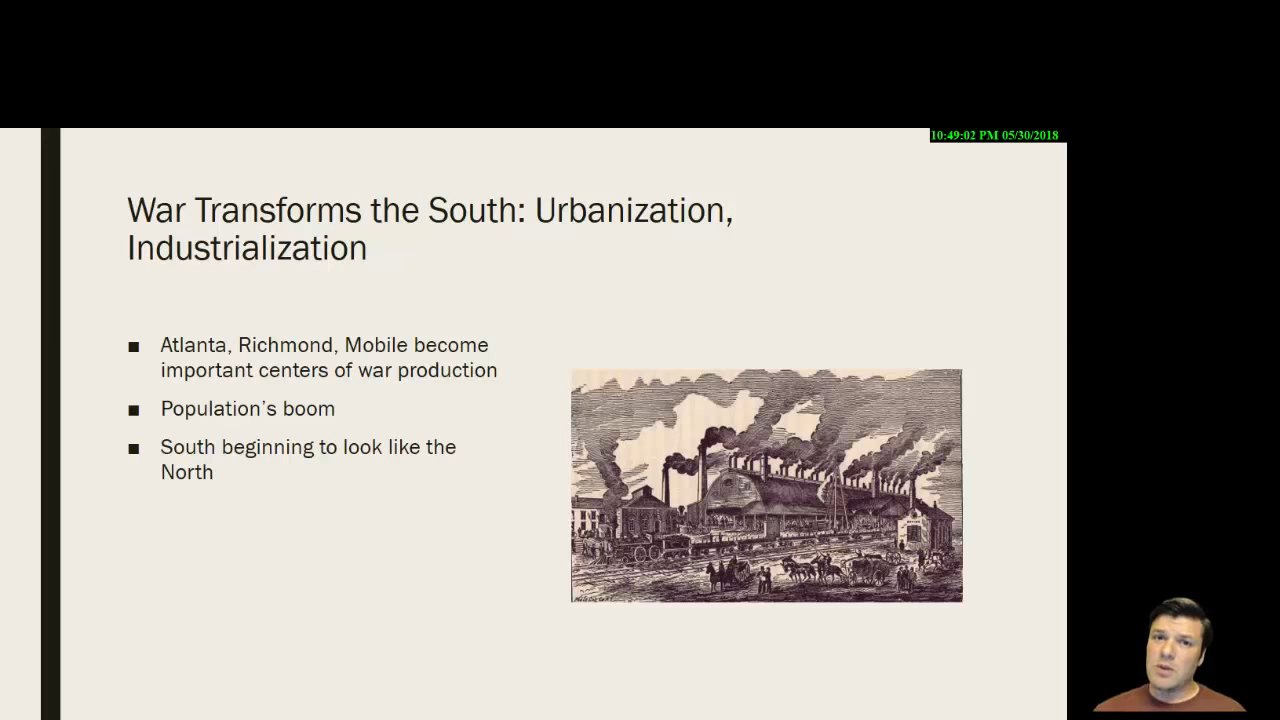 10:49:02 PM 05/30/2018
War Transforms the South: Urbanization,
Industrialization
■ Atlanta, Richmond, Mobile become
important centers of war production
■ Population’s boom
■ South beginning to look like the
North